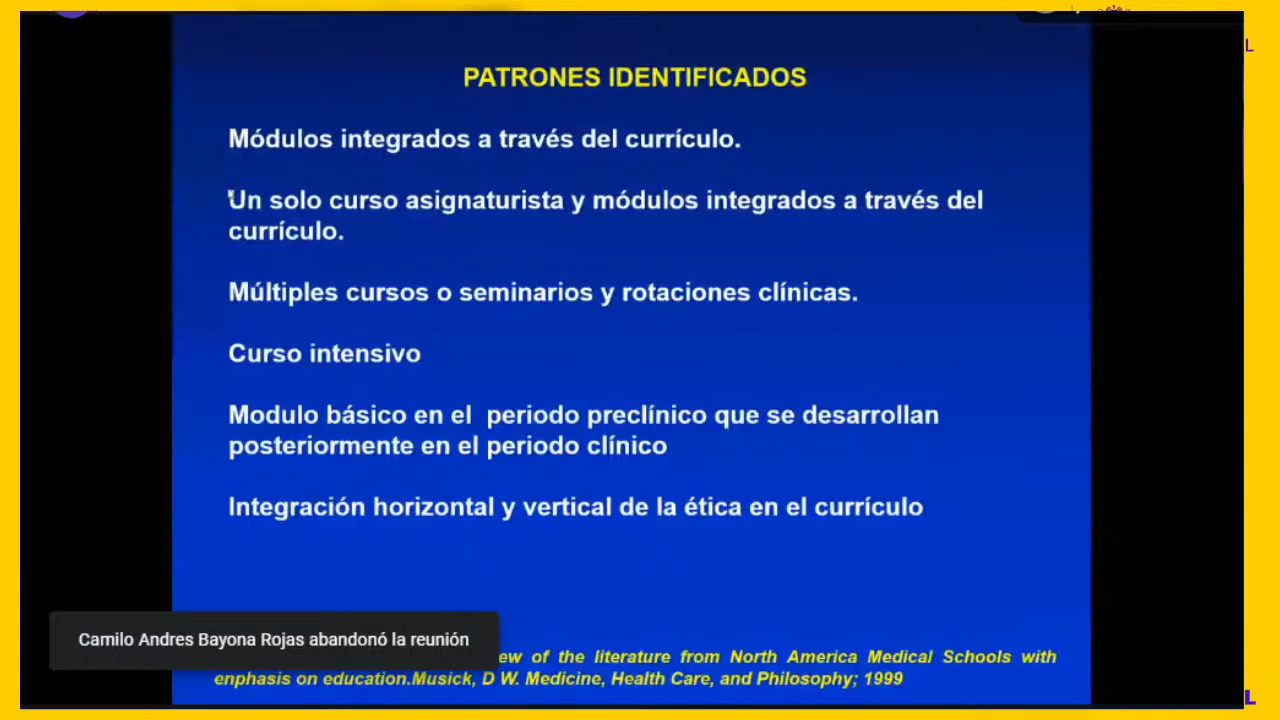 L
PATRONES IDENTIFICADOS
Módulos integrados a través del currículo.
Un solo curso asignaturista y módulos integrados a través del
currículo.
Múltiples cursos o seminarios y rotaciones clínicas.
Curso intensivo
Modulo básico en el periodo preclínico que se desarrollan
posteriormente en el periodo clínico
Integración horizontal y vertical de la ética en el currículo
Camilo Andres Bayona Rojas abandonó la reunión
of the literature from North America Medical Schools with
enphasis on education.Musick, D W. Medicine, Health Care, and Philosophy; 1999
L